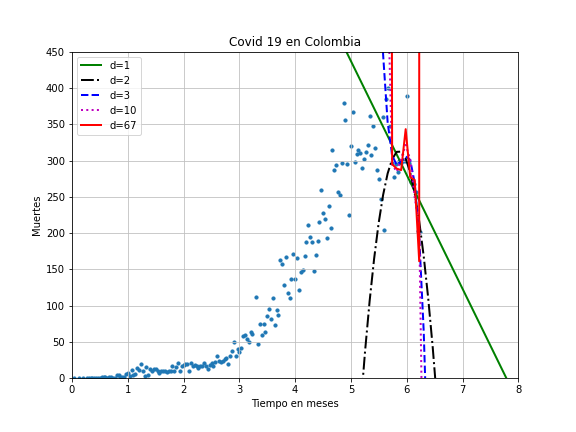 Covid 19 en Colombia
450
400
350
300
250
200
150
100
50
0
Muertes
d=1
d=2
d=3
d=10
d=67
0 1 2 3 4 5 6 7 8
Tiempo en meses